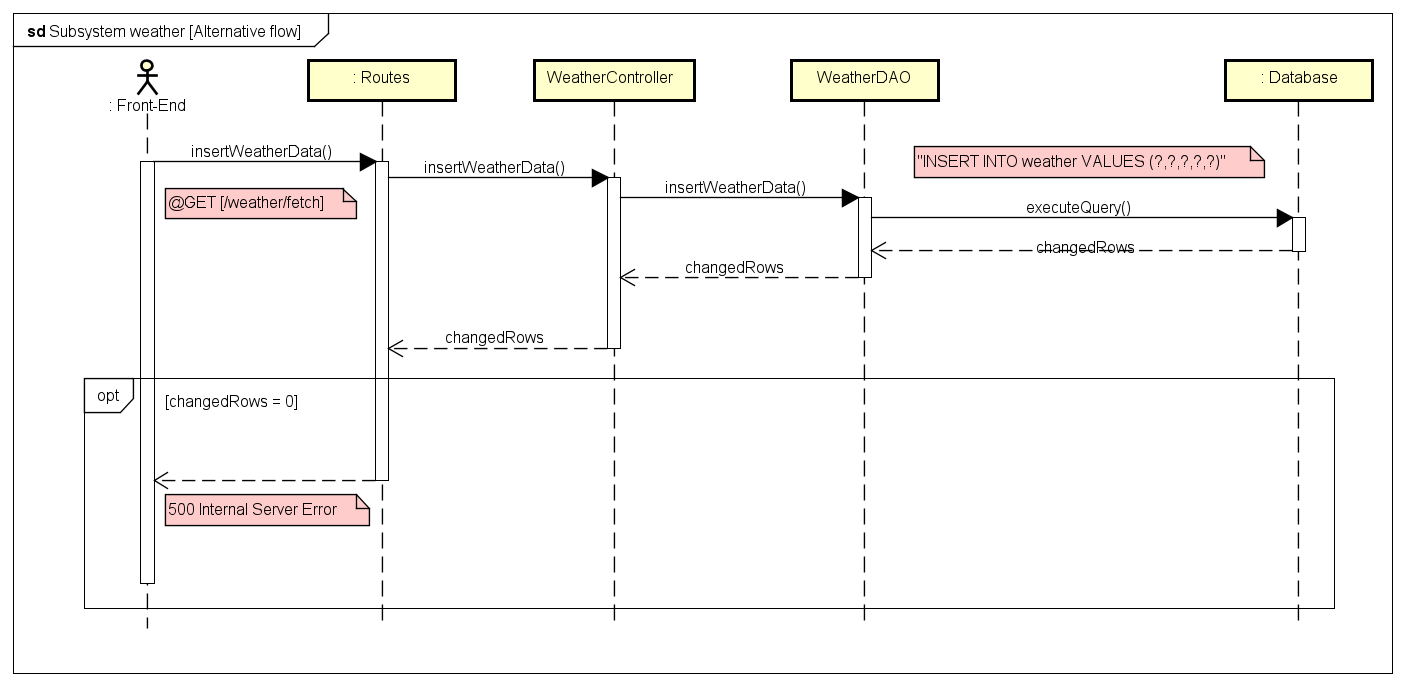 sd Subsystem weather [Alternative flow]
: Front-End
: Routes
WeatherController
WeatherDAO
: Database
insertWeatherData()
insertWeatherData()
insertWeatherData()
"INSERT INTO weather VALUES (?,?,?,?,?)"
@GET [/weather/fetch]
executeQuery()
changedRows
changedRows
changedRows
opt
[changedRows = 0]
500 Internal Server Error